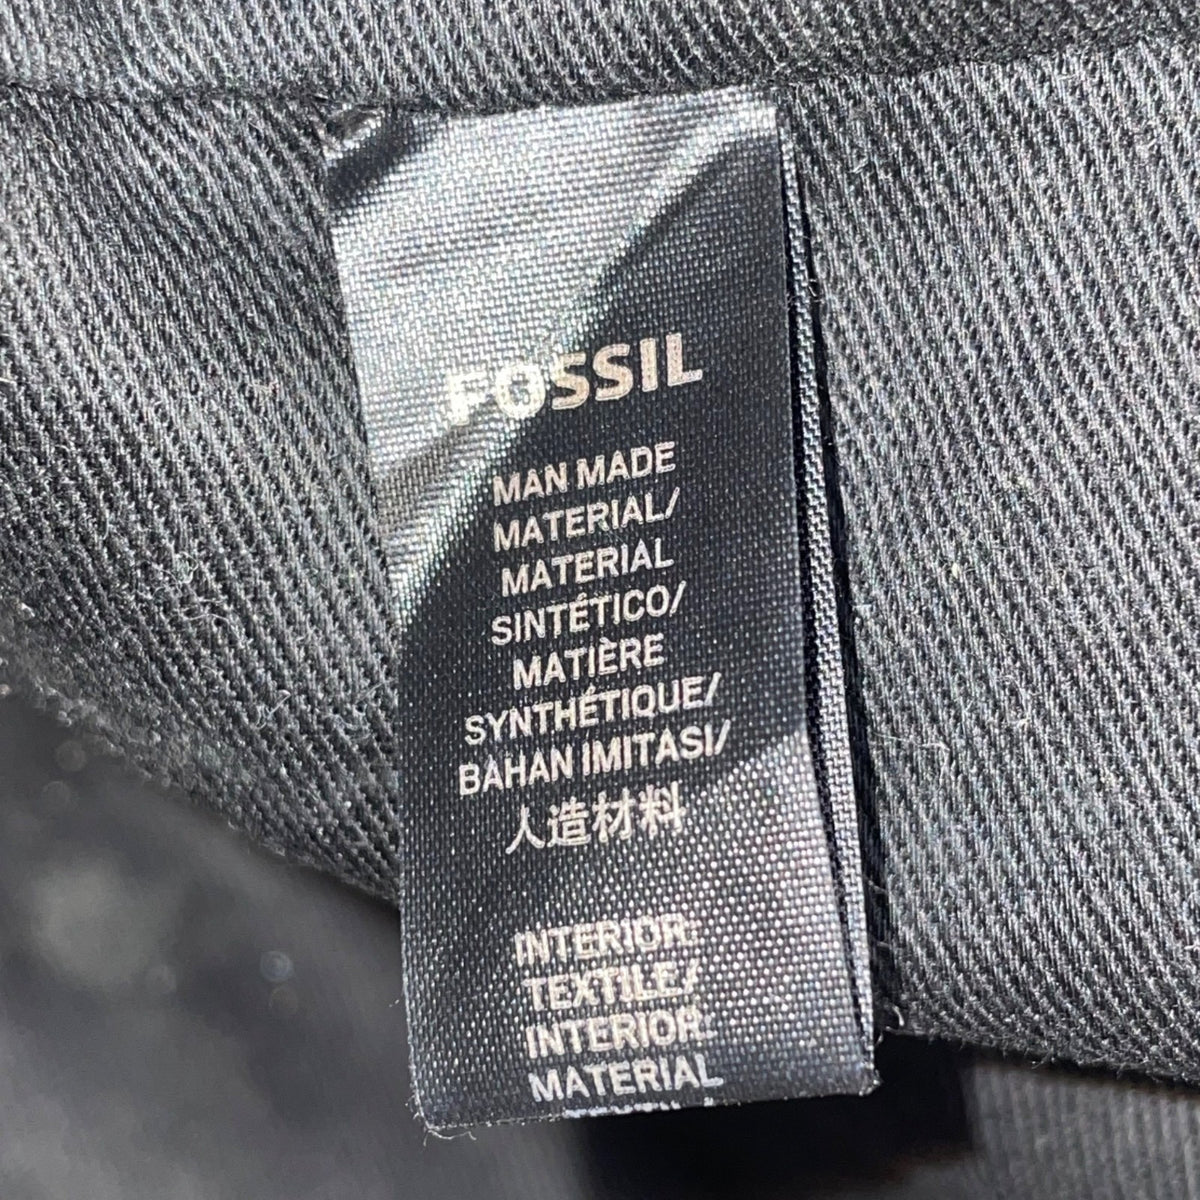 FOSSIL
MAN MADE
MATERIAL/
MATERIAL
SINTÉTICO/
MATIÈRE
SYNTHÉTIQUE/
BAHAN IMITASI/
人造材料
INTERIOR:
TEXTILE/
INTERIOR:
MATERIAL